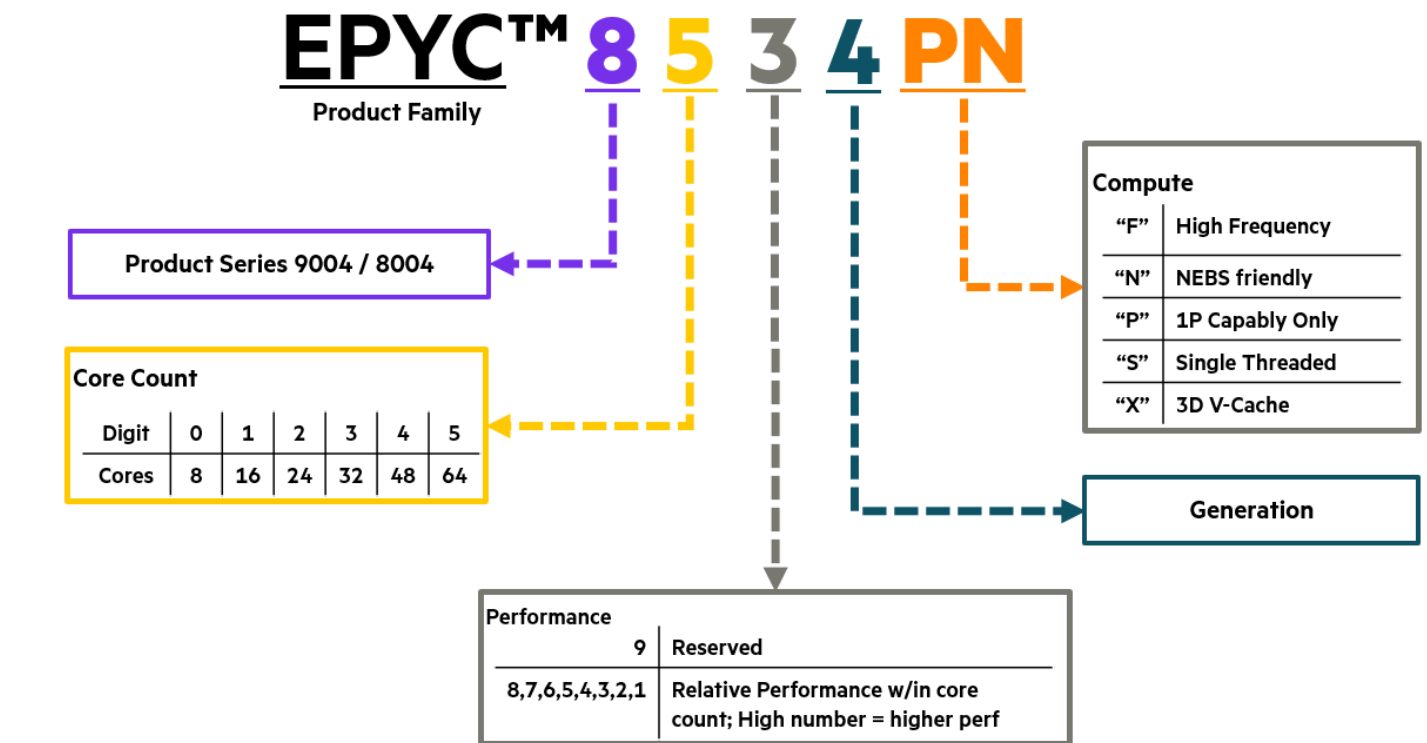 EPYC™ 8 5 3 4 PN
Product Family
Product Series 9004 / 8004
Core Count
Digit 0 1 2 3 4 5
Cores 8 16 24 32 48 64
Compute
“F” High Frequency
“N” NEBS friendly
“P” 1P Capably Only
“S” Single Threaded
“X” 3D V-Cache
Generation
Performance
9 Reserved
8,7,6,5,4,3,2,1 Relative Performance w/in core
count; High number = higher perf